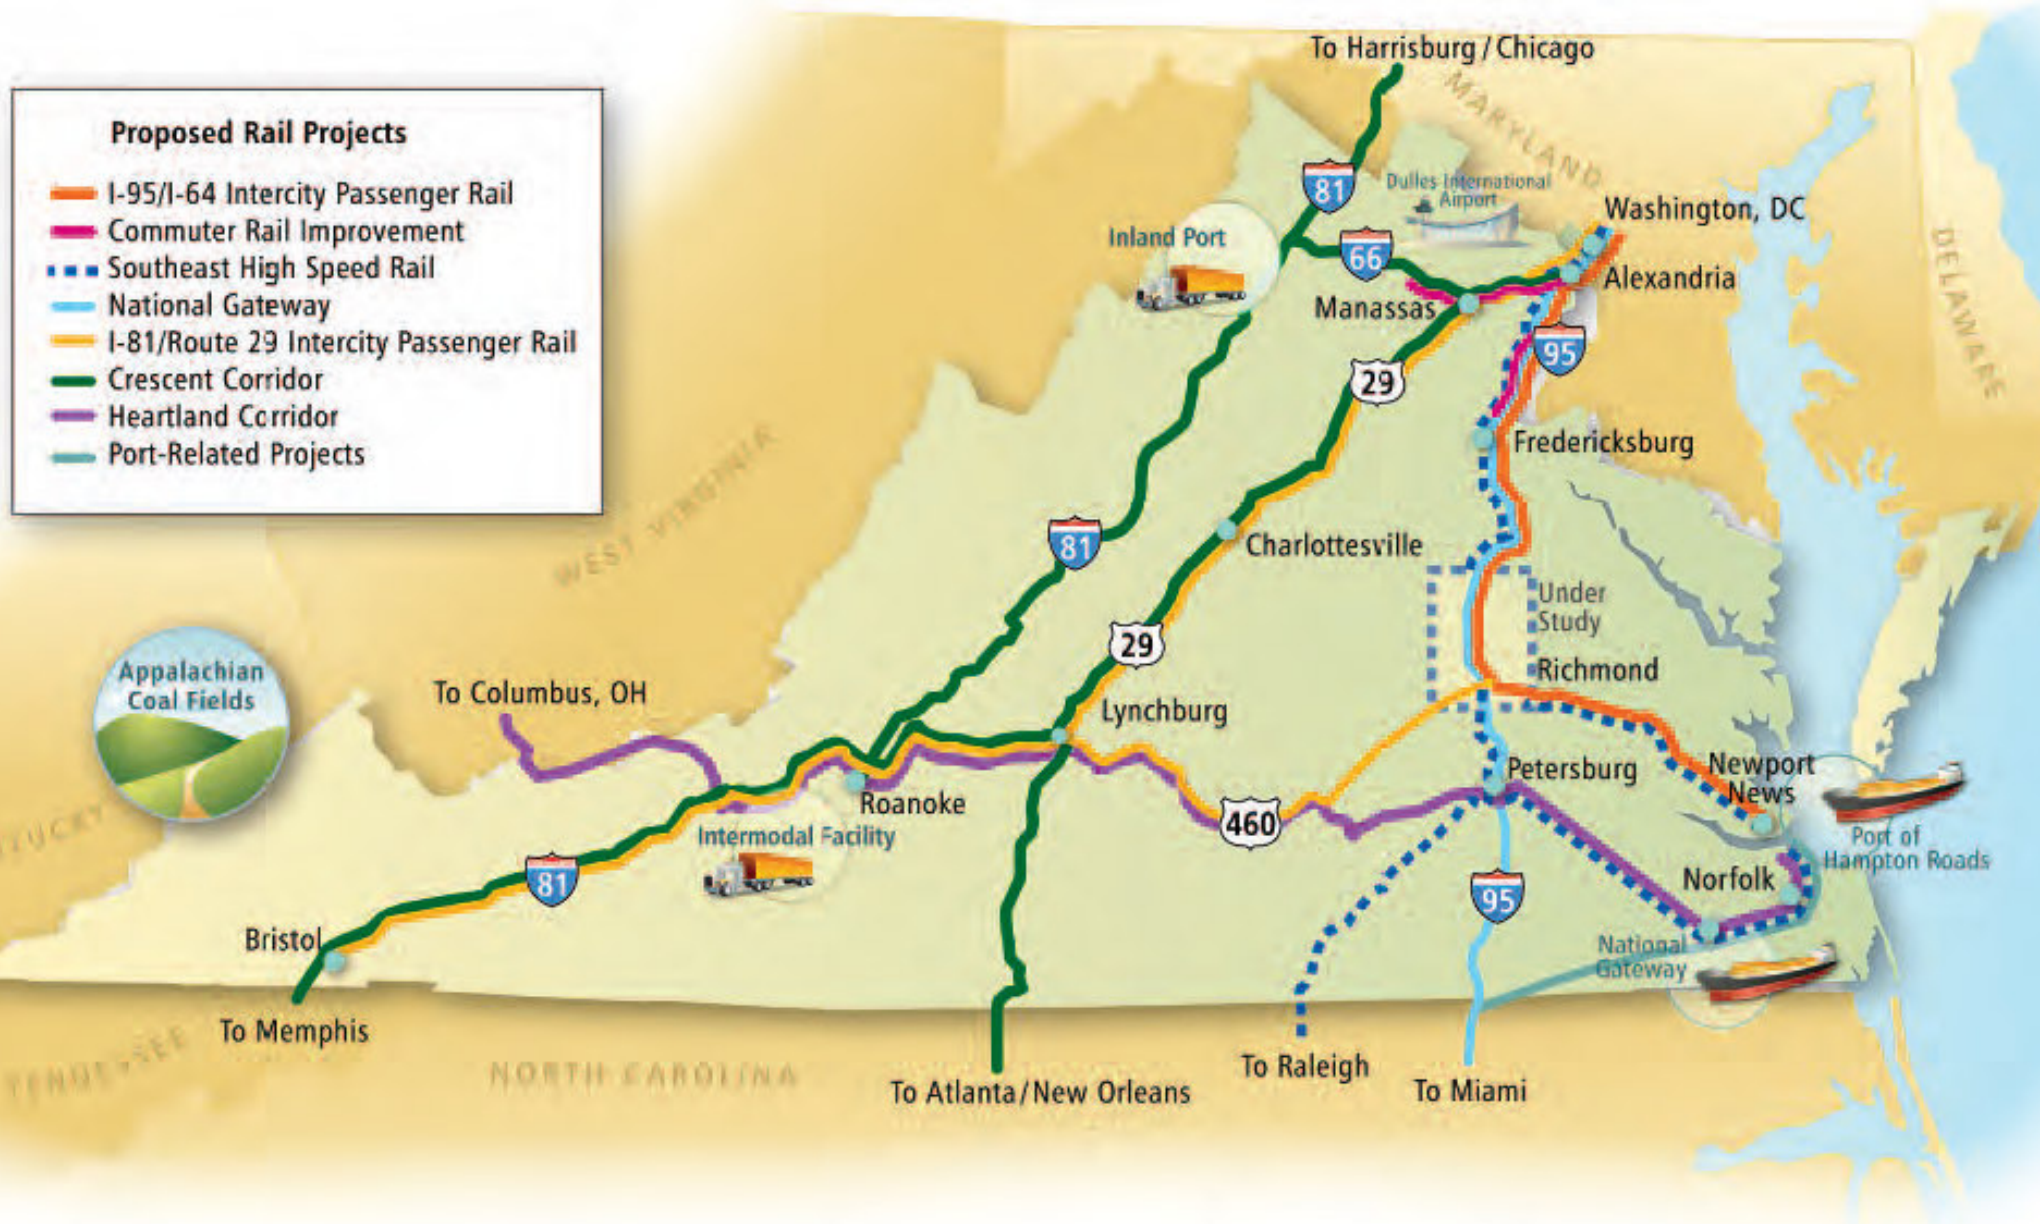 To Harrisburg / Chicago
Proposed Rail Projects
I-95/I-64 Intercity Passenger Rail
Commuter Rail Improvement
Southeast High Speed Rail
National Gateway
I-81/Route 29 Intercity Passenger Rail
Crescent Corridor
Heartland Corridor
Port-Related Projects
MARYLAND
81
Dulles International
Airport
Washington, DC
Inland Port
66
Alexandria
DELAWARE
Manassas
95
29
Fredericksburg
WEST VIRGINIA
81
Charlottesville
Under
Study
29
Richmond
Appalachian
Coal Fields
To Columbus, OH
Lynchburg
Petersburg
Newport
News
Roanoke
460
Port of
Hampton Roads
Intermodal Facility
81
95
Norfolk
Bristol
National
Gateway
To Memphis
TENNESSEE
NORTH CAROLINA
To Atlanta/New Orleans
To Raleigh
To Miami